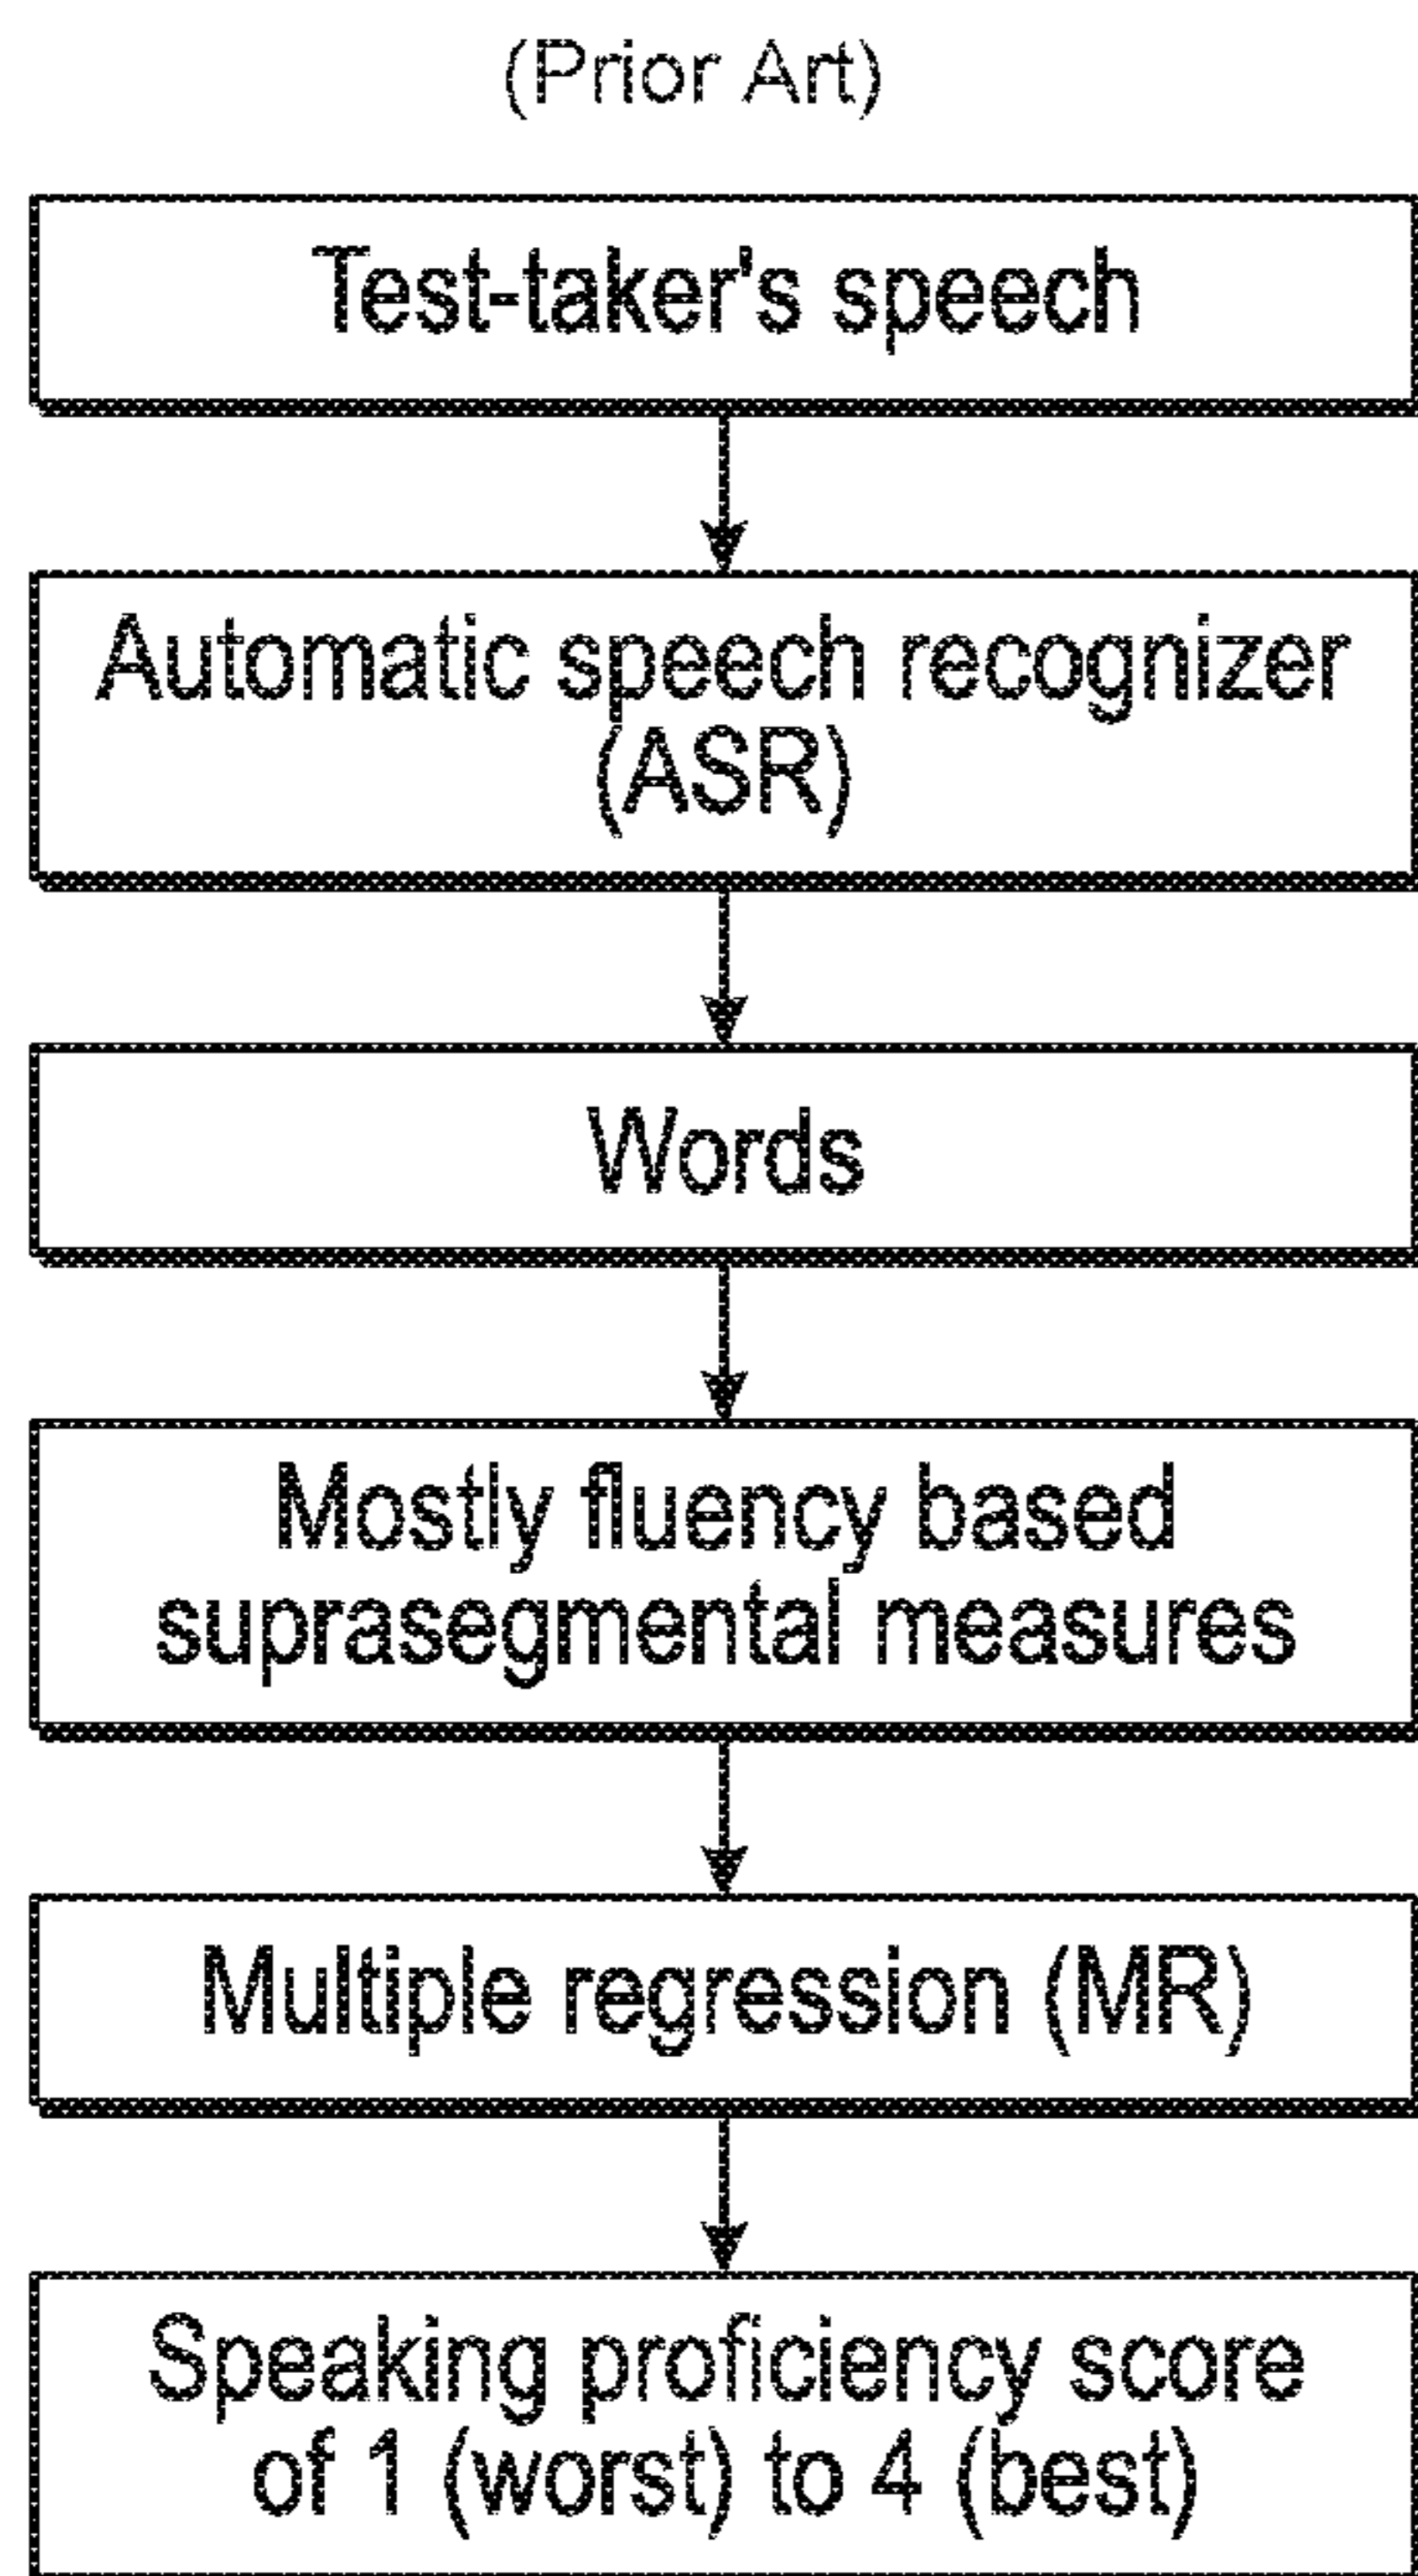 (Prior Art)
Test-taker's speech
Automatic speech recognizer
(ASR)
Words
Mostly fluency based
suprasegmental measures
Multiple regression (MR)
Speaking proficiency score
of 1 (worst) to 4 (best)